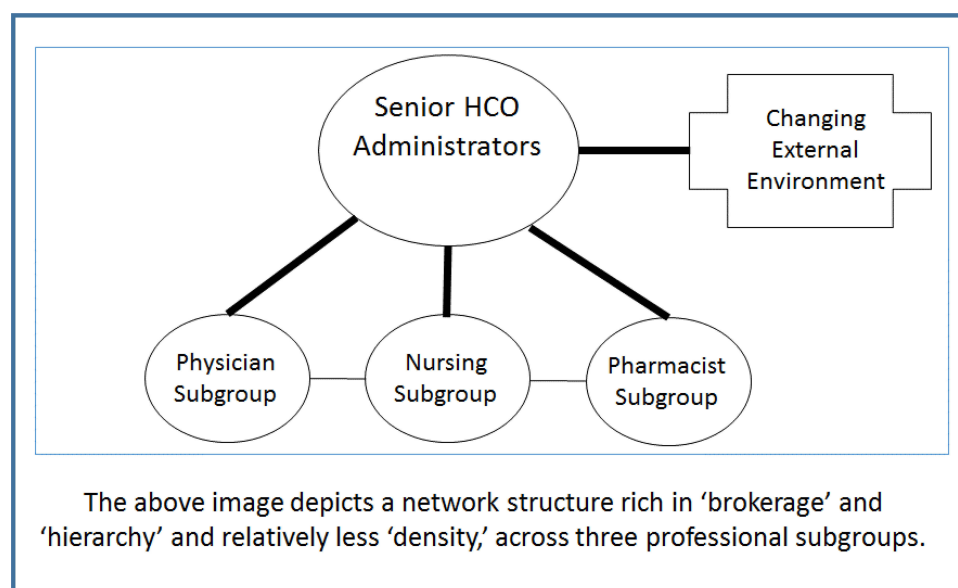 Senior HCO
Administrators
Changing
External
Environment
Physician
Subgroup
Nursing
Subgroup
Pharmacist
Subgroup
The above image depicts a network structure rich in ‘brokerage’ and
‘hierarchy’ and relatively less ‘density,’ across three professional subgroups.